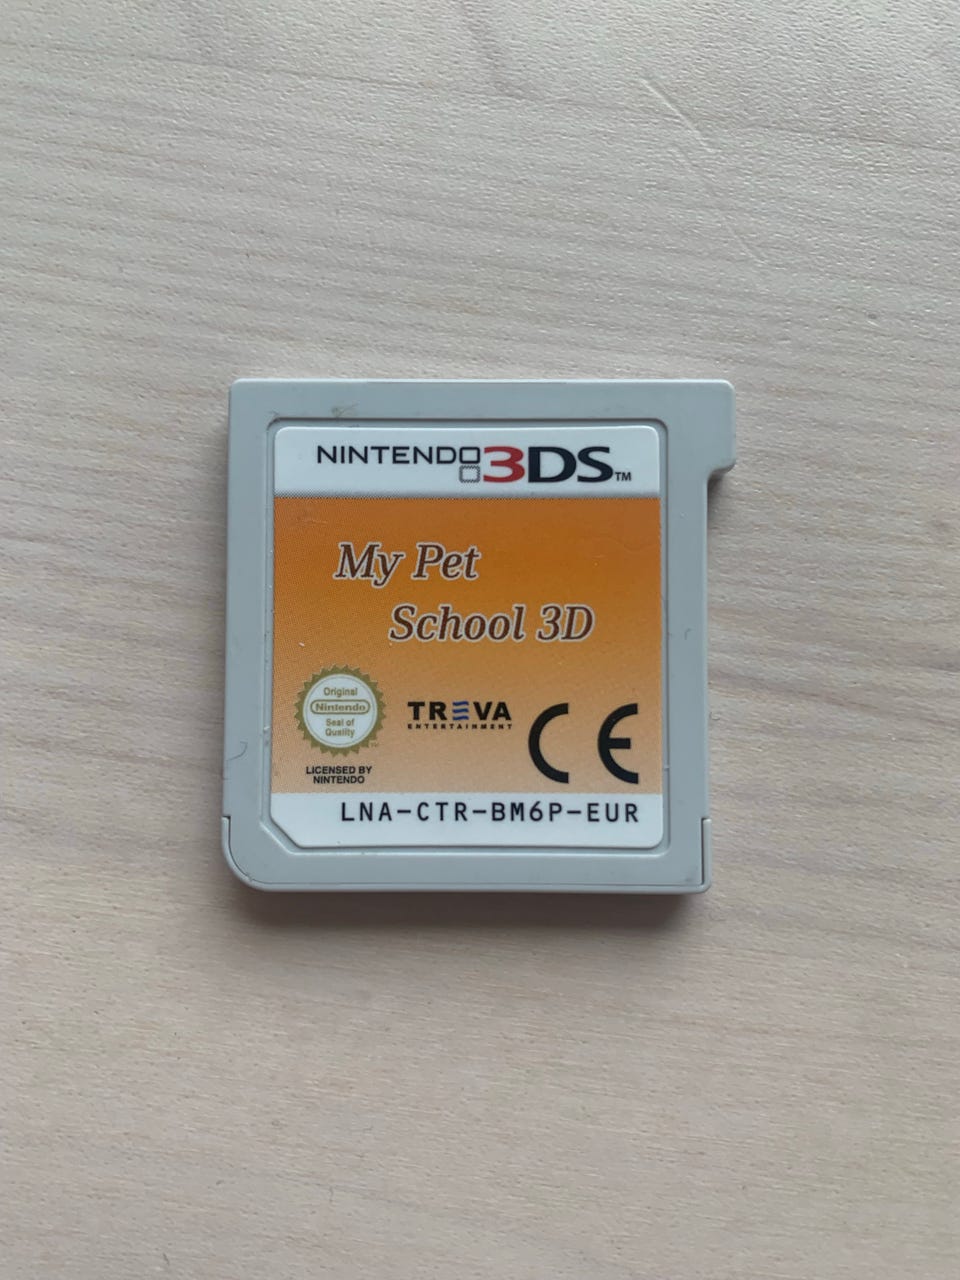 NINTENDO 3DS™
My Pet
School 3D
Original
Nintendo
Seal of
Quality
TM
LICENSED BY
NINTENDO
TREVA
ENTERTAINMENT
CE
LNA-CTR-BM6P-EUR